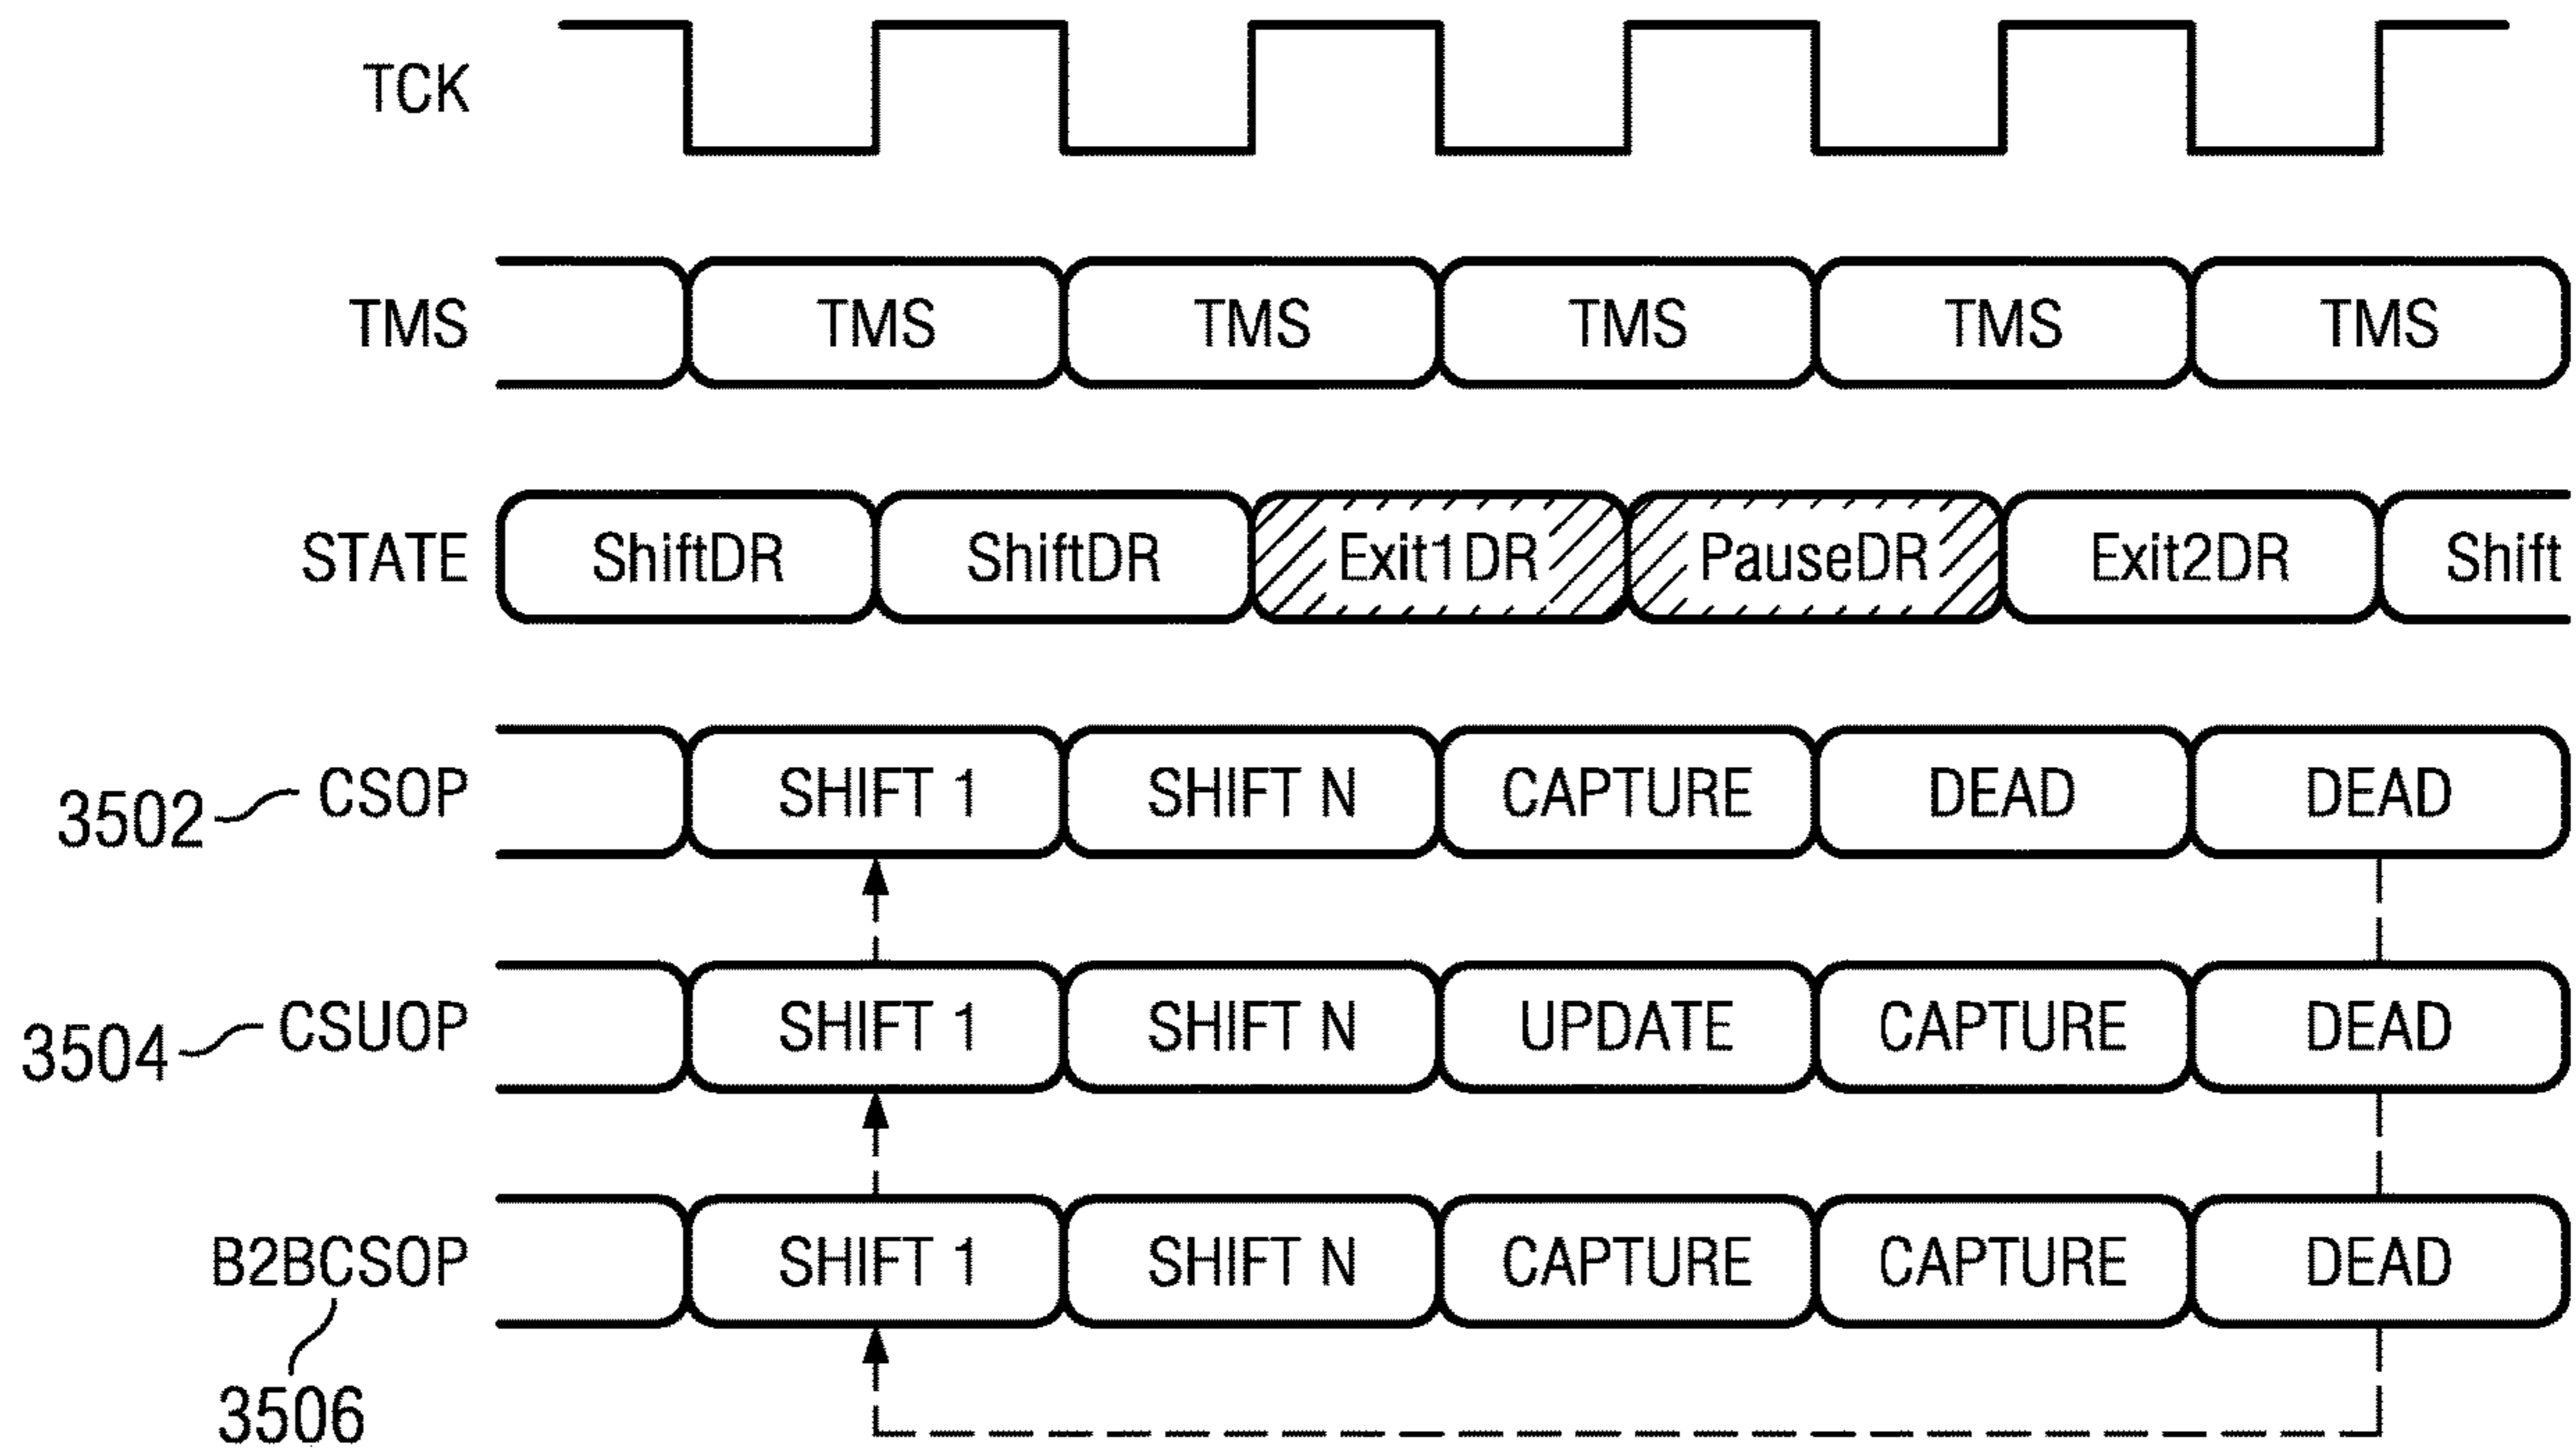 TCK
TMS TMS TMS TMS TMS TMS
STATE ShiftDR ShiftDR Exit1DR PauseDR Exit2DR Shift
3502 CSOP SHIFT 1 SHIFT N CAPTURE DEAD DEAD
3504 CSUOP SHIFT 1 SHIFT N UPDATE CAPTURE DEAD
B2BCSOP SHIFT 1 SHIFT N CAPTURE CAPTURE DEAD
3506